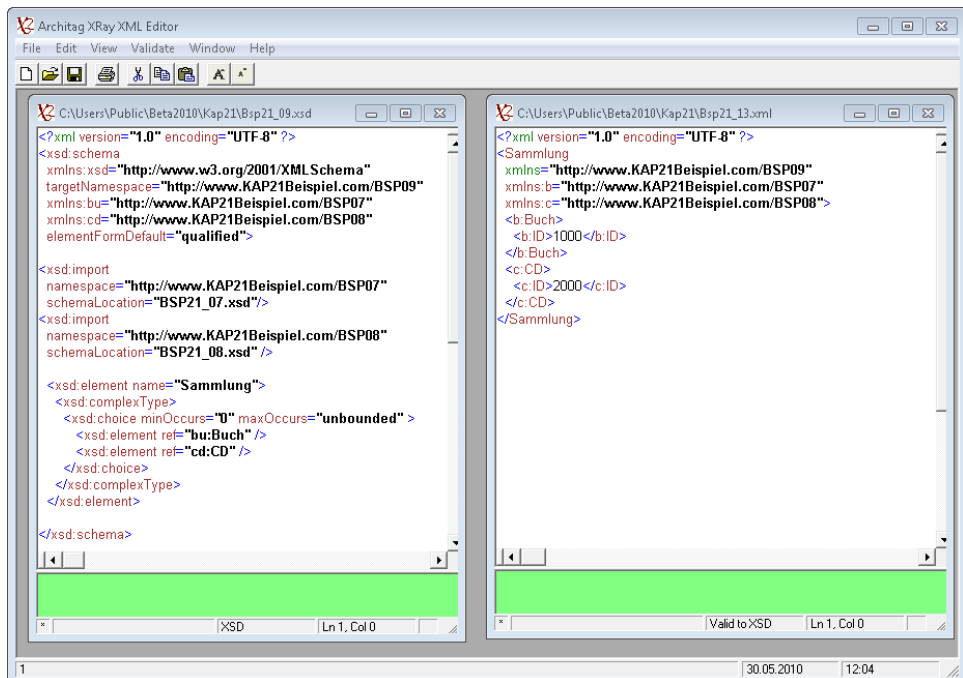 Architag XRay XML Editor
File Edit View Validate Window Help
C:\Users\Public\Beta2010\Kap21\Bsp21_09.xsd
<?xml version="1.0" encoding="UTF-8" ?>
<xsd:schema
xmlns:xsd="http://www.w3.org/2001/XMLSchema"
targetNamespace="http://www.KAP21Beispiel.com/BSP09"
xmlns:bu="http://www.KAP21Beispiel.com/BSP07"
xmlns:cd="http://www.KAP21Beispiel.com/BSP08"
elementFormDefault="qualified">
<xsd:import
namespace="http://www.KAP21Beispiel.com/BSP07"
schemaLocation="BSP21_07.xsd"/>
<xsd:import
namespace="http://www.KAP21Beispiel.com/BSP08"
schemaLocation="BSP21_08.xsd" />
<xsd:element name="Sammlung">
<xsd:complexType>
<xsd:choice minOccurs="0" maxOccurs="unbounded" >
<xsd:element ref="bu:Buch" />
<xsd:element ref="cd:CD" />
</xsd:choice>
</xsd:complexType>
</xsd:element>
</xsd:schema>
* XSD Ln 1, Col 0
C:\Users\Public\Beta2010\Kap21\Bsp21_13.xml
<?xml version="1.0" encoding="UTF-8" ?>
<Sammlung
xmlns="http://www.KAP21Beispiel.com/BSP09"
xmlns:b="http://www.KAP21Beispiel.com/BSP07"
xmlns:c="http://www.KAP21Beispiel.com/BSP08">
<b:Buch>
<b:ID>1000</b:ID>
</b:Buch>
<c:CD>
<c:ID>2000</c:ID>
</c:CD>
</Sammlung>
* Valid to XSD Ln 1, Col 0
1 30.05.2010 12:04